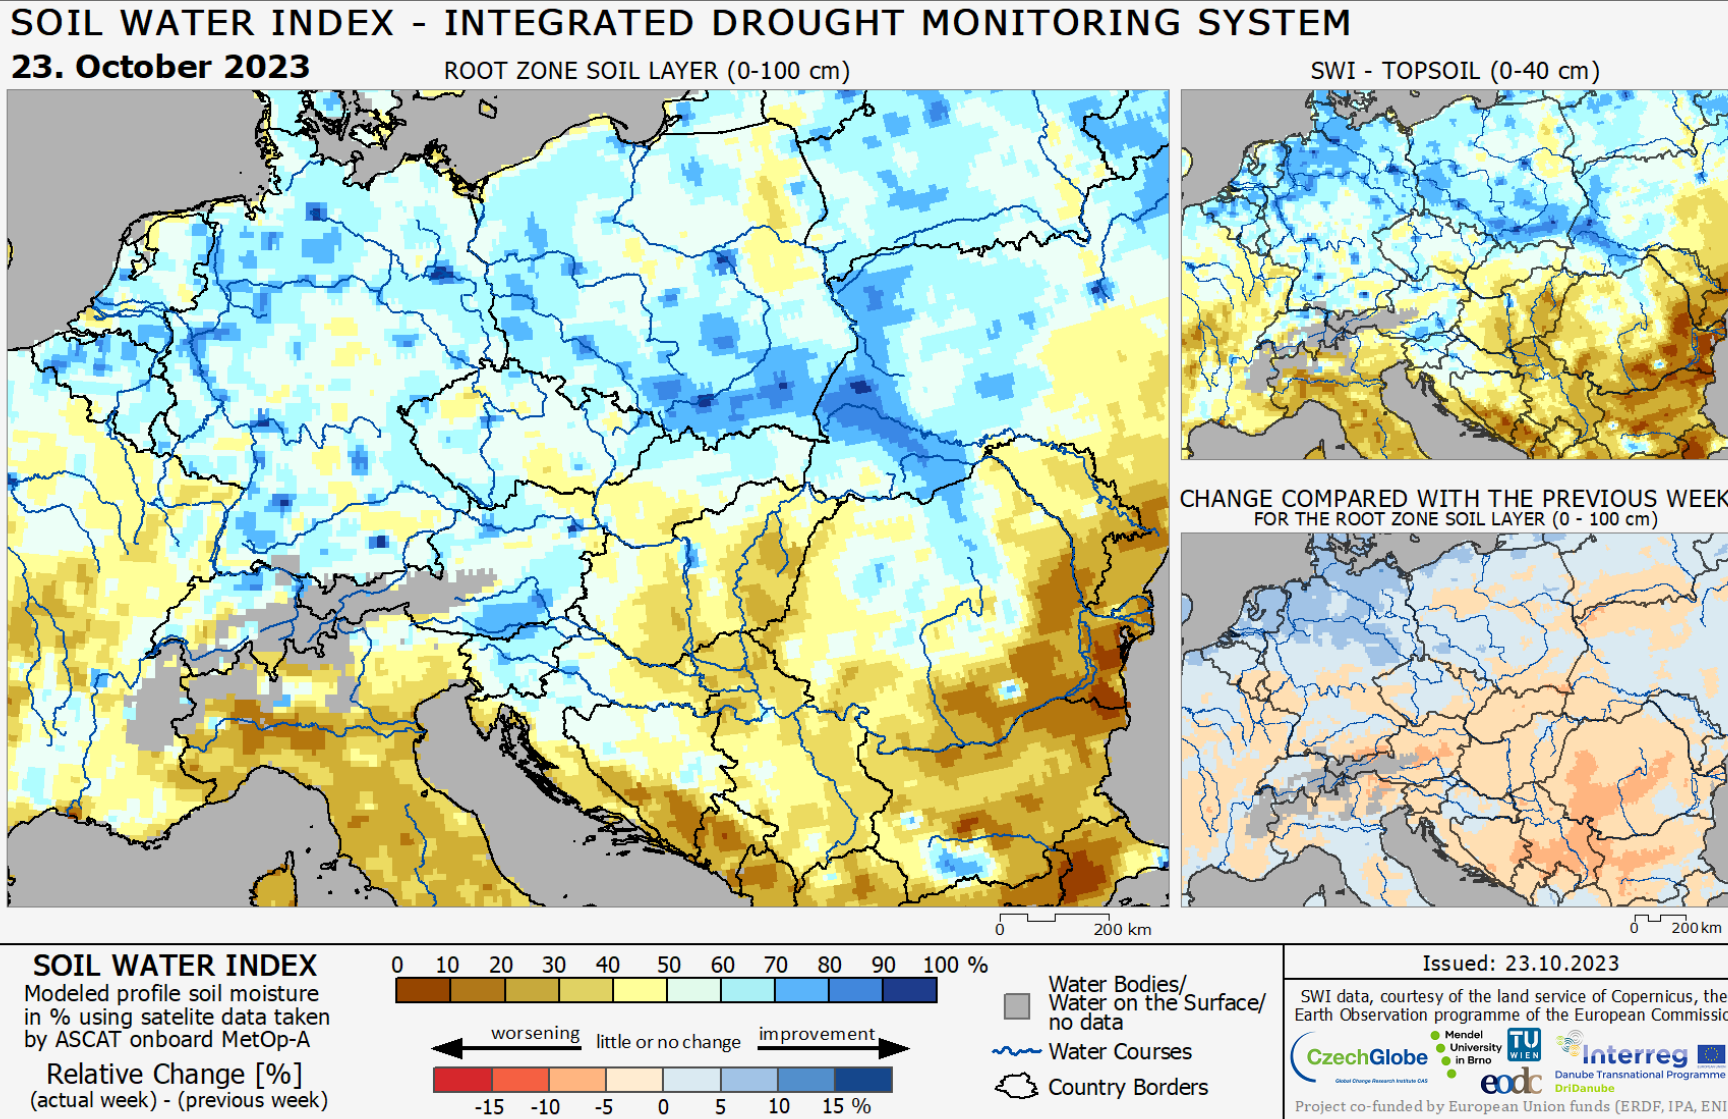 SOIL WATER INDEX - INTEGRATED DROUGHT MONITORING SYSTEM
23. October 2023
ROOT ZONE SOIL LAYER (0-100 cm)
SWI - TOPSOIL (0-40 cm)
CHANGE COMPARED WITH THE PREVIOUS WEEK
FOR THE ROOT ZONE SOIL LAYER (0 - 100 cm)
0 200 km
0 200 km
SOIL WATER INDEX
Modeled profile soil moisture
in % using satelite data taken
by ASCAT onboard MetOp-A
Relative Change [%]
(actual week) - (previous week)
0 10 20 30 40 50 60 70 80 90 100 %
worsening little or no change improvement
-15 -10 -5 0 5 10 15 %
Water Bodies/
Water on the Surface/
no data
Water Courses
Country Borders
Issued: 23.10.2023
SWI data, courtesy of the land service of Copernicus, the
Earth Observation programme of the European Commissio
CzechGlobe
Global Change Research Institute CAS
Mendel
University
in Brno
TU
WIEN
eodc
Interreg
Danube Transnational Programme
DriDanube
Project co-funded by European Union funds (ERDF, IPA, ENI